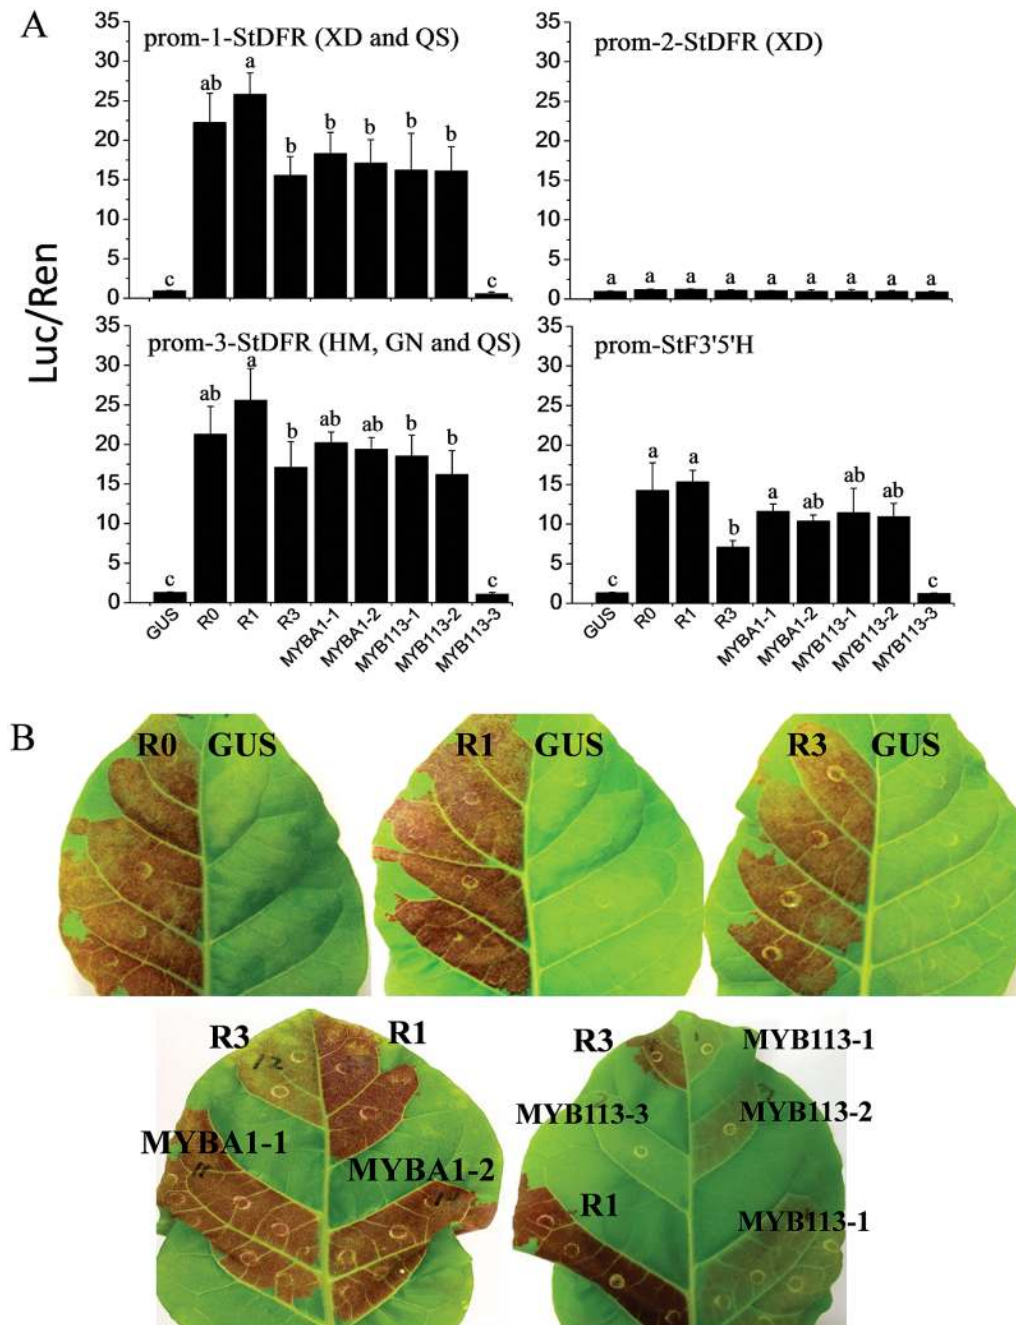 A
prom-1-StDFR (XD and QS)
35
30
25
20
15
10
5
0
c
ab
a
b
b
b
b
b
c
prom-2-StDFR (XD)
35
30
25
20
15
10
5
0
a
a
a
a
a
a
a
a
a
Luc/Ren
prom-3-StDFR (HM, GN and QS)
35
30
25
20
15
10
5
0
c
ab
a
b
ab
ab
b
b
c
GUS
R0
R1
R3
MYBA1-1
MYBA1-2
MYB113-1
MYB113-2
MYB113-3
prom-StF3'5'H
35
30
25
20
15
10
5
0
c
a
a
b
a
ab
ab
ab
c
GUS
R0
R1
R3
MYBA1-1
MYBA1-2
MYB113-1
MYB113-2
MYB113-3
B
R0 GUS
R1 GUS
R3 GUS
R3
R1
12
MYBA1-1
MYBA1-2
11
R3
MYB113-1
MYB113-3
MYB113-2
R1
MYB113-1